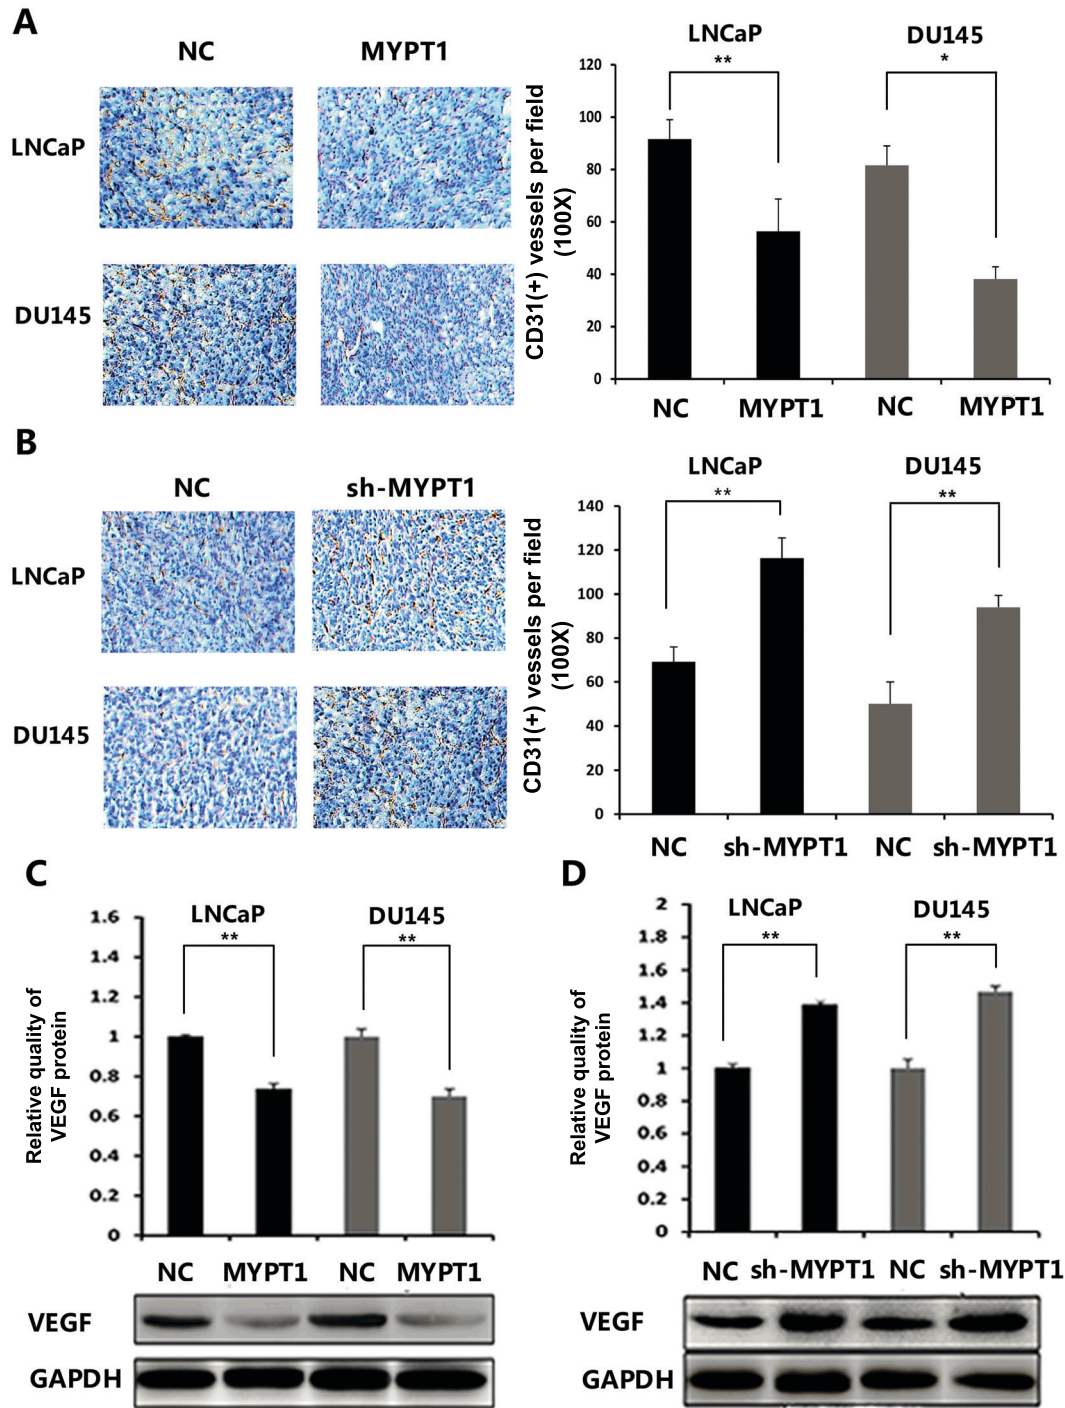 A
NC MYPT1
LNCaP
DU145
LNCaP DU145
** *
CD31(+) vessels per field
(100X)
120
100
80
60
40
20
0
NC MYPT1 NC MYPT1
B
NC sh-MYPT1
LNCaP
DU145
LNCaP DU145
** **
CD31(+) vessels per field
(100X)
140
120
100
80
60
40
20
0
NC sh-MYPT1 NC sh-MYPT1
C
LNCaP DU145
** **
Relative quality of
VEGF protein
1.6
1.4
1.2
1
0.8
0.6
0.4
0.2
0
NC MYPT1 NC MYPT1
VEGF
GAPDH
D
LNCaP DU145
** **
Relative quality of
VEGF protein
2
1.8
1.6
1.4
1.2
1
0.8
0.6
0.4
0.2
0
NC sh-MYPT1 NC sh-MYPT1
VEGF
GAPDH